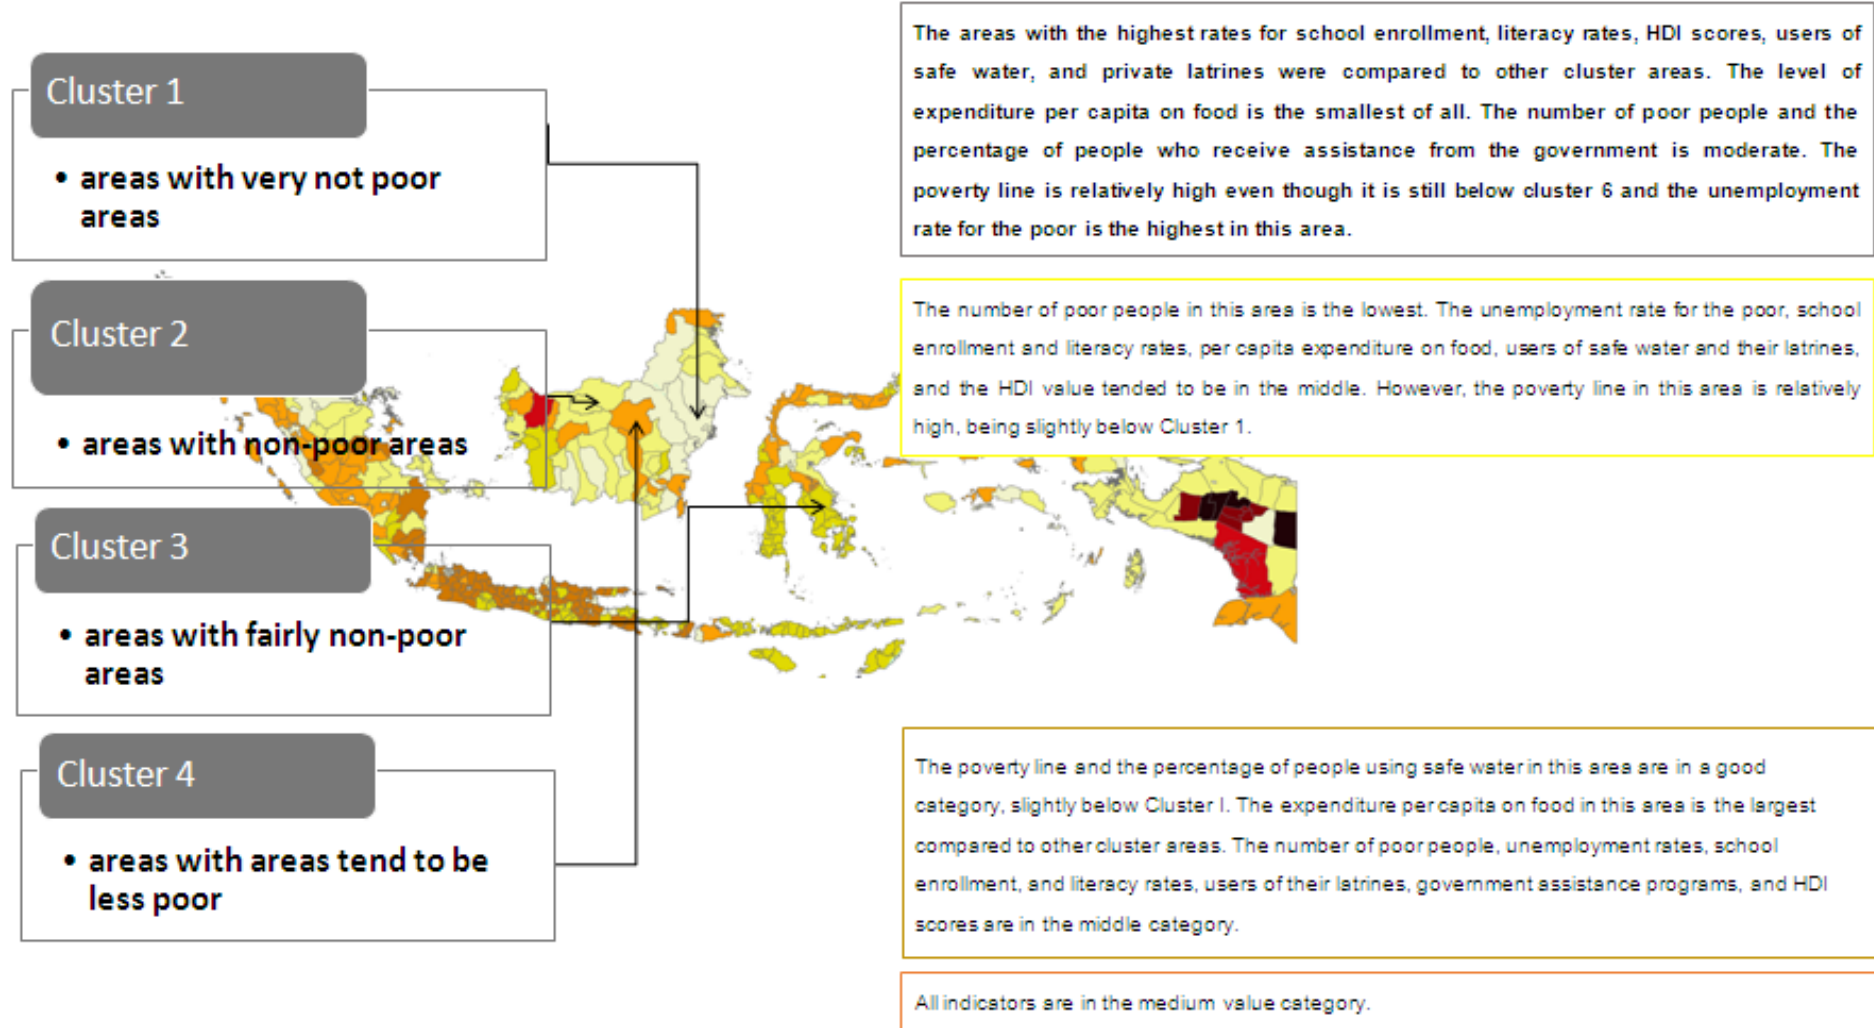 Cluster 1
• areas with very not poor
areas
Cluster 2
• areas with non-poor areas
Cluster 3
• areas with fairly non-poor
areas
Cluster 4
• areas with areas tend to be
less poor
The areas with the highest rates for school enrollment, literacy rates, HDI scores, users of
safe water, and private latrines were compared to other cluster areas. The level of
expenditure per capita on food is the smallest of all. The number of poor people and the
percentage of people who receive assistance from the government is moderate. The
poverty line is relatively high even though it is still below cluster 6 and the unemployment
rate for the poor is the highest in this area.
The number of poor people in this area is the lowest. The unemployment rate for the poor, school
enrollment and literacy rates, per capita expenditure on food, users of safe water and their latrines,
and the HDI value tended to be in the middle. However, the poverty line in this area is relatively
high, being slightly below Cluster 1.
The poverty line and the percentage of people using safe water in this area are in a good
category, slightly below Cluster I. The expenditure per capita on food in this area is the largest
compared to other cluster areas. The number of poor people, unemployment rates, school
enrollment, and literacy rates, users of their latrines, government assistance programs, and HDI
scores are in the middle category.
All indicators are in the medium value category.